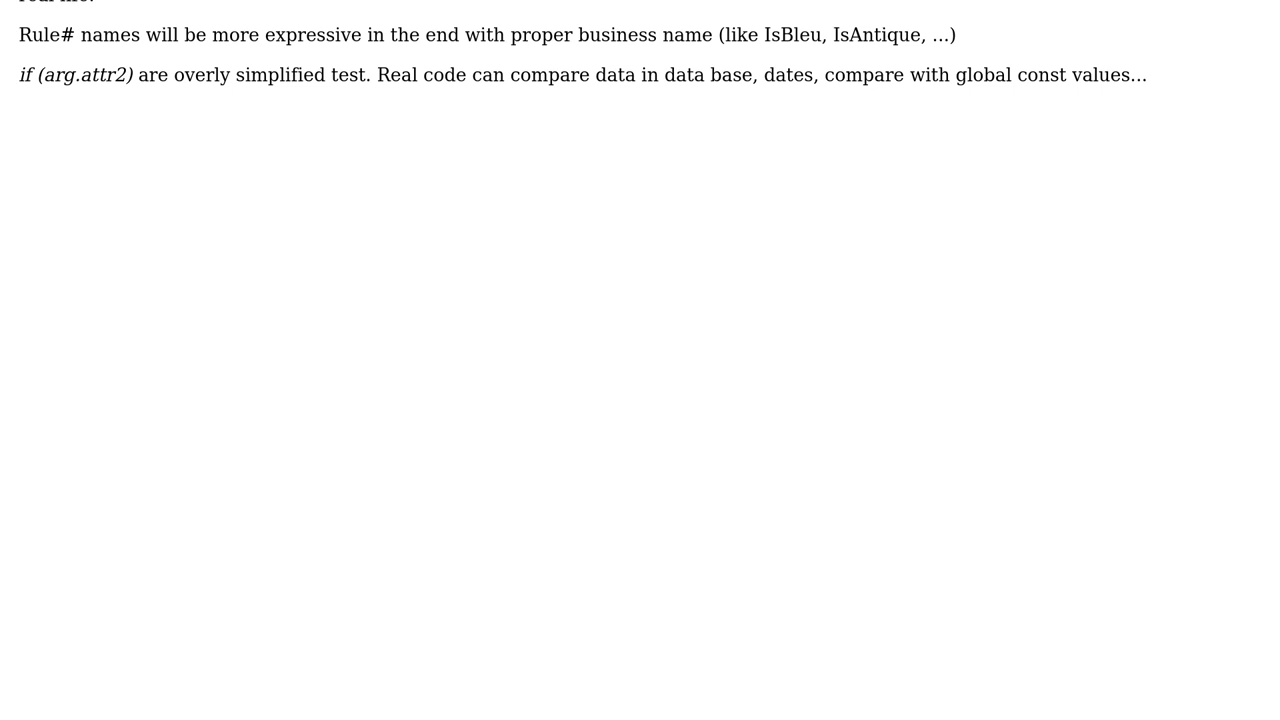 Rule# names will be more expressive in the end with proper business name (like IsBleu, IsAntique, ...)
if (arg.attr2) are overly simplified test. Real code can compare data in data base, dates, compare with global const values...